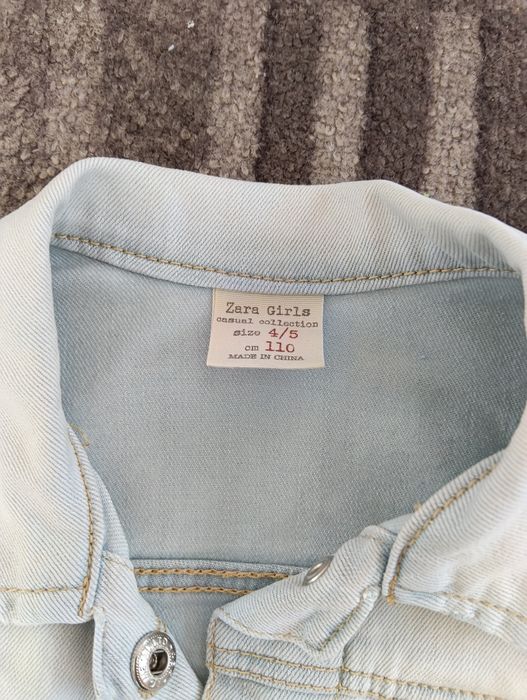 Zara Girls
casual collection
size 4/5
cm 110
MADE IN CHINA